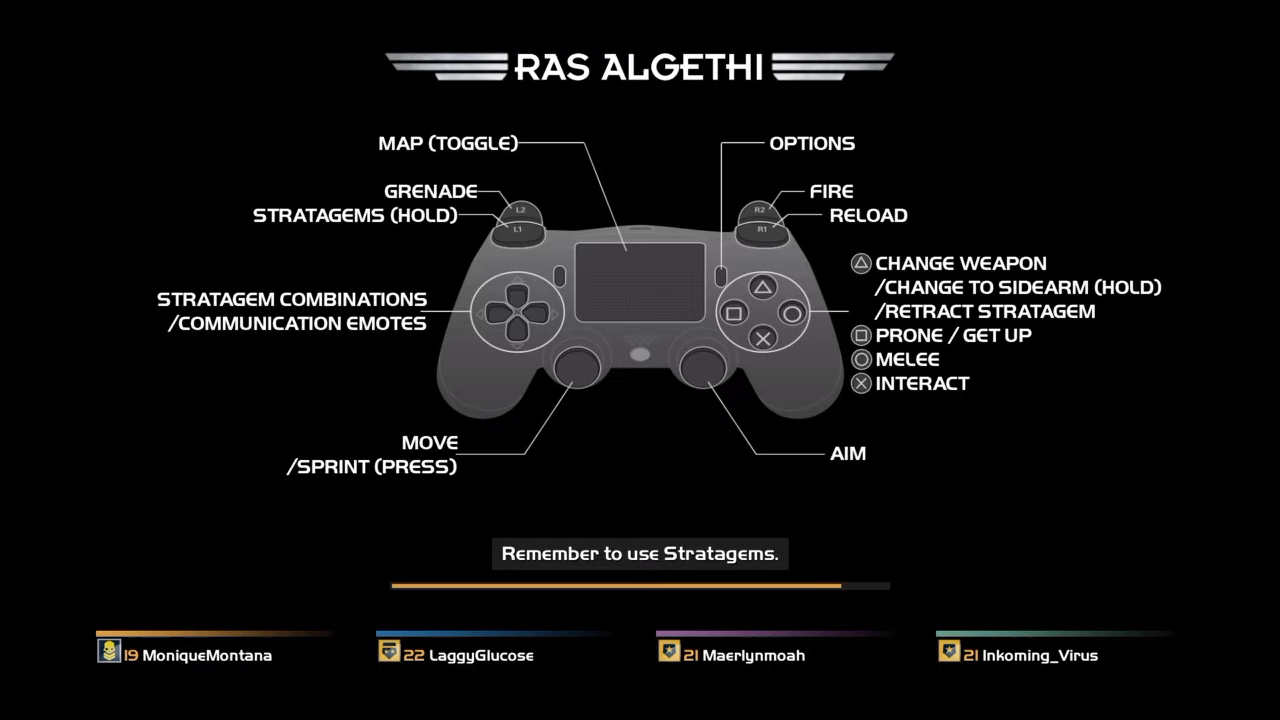 RAS ALGETHI
MAP (TOGGLE)
OPTIONS
GRENADE
FIRE
STRATAGEMS (HOLD)
RELOAD
L2
L1
R2
R1
CHANGE WEAPON
/CHANGE TO SIDEARM (HOLD)
/RETRACT STRATAGEM
PRONE / GET UP
MELEE
INTERACT
STRATAGEM COMBINATIONS
/COMMUNICATION EMOTES
MOVE
/SPRINT (PRESS)
AIM
Remember to use Stratagems.
19 MoniqueMontana
22 LaggyGlucose
21 Maerlynmoah
21 Inkoming_Virus